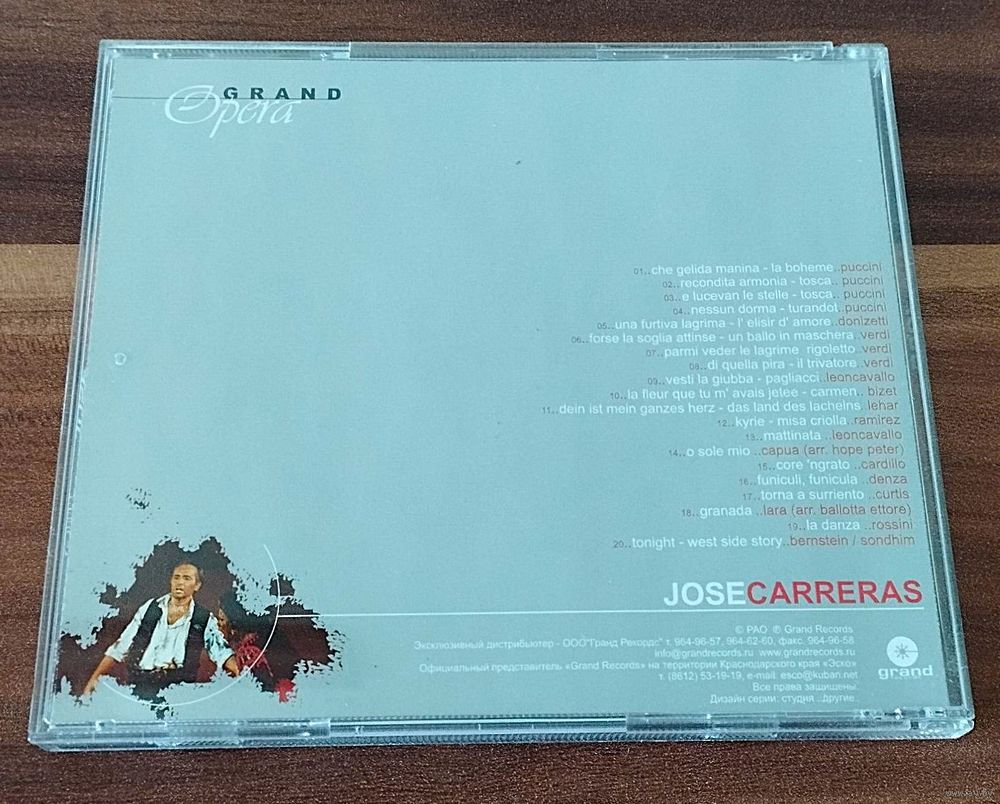 GRAND
Opera
01..che gelida manina - la boheme..puccini
02..recondita armonia - tosca..puccini
03..e lucevan le stelle - tosca..puccini
04..nessun dorma - turandot..puccini
05..una furtiva lagrima - l' elisir d' amore..donizetti
06..forse la soglia attinse - un ballo in maschera..verdi
07..parmi veder le lagrime rigoletto..verdi
08..di quella pira - il trivatore..verdi
09..vesti la giubba - pagliacci..leoncavallo
10..la fleur que tu m' avais jetee - carmen..bizet
11..dein ist mein ganzes herz - das land des lachelns..lehar
12..kyrie - misa criolla..ramirez
13..mattinata..leoncavallo
14..o sole mio..capua (arr. hope peter)
15..core 'ngrato..cardillo
16..funiculi, funicula..denza
17..torna a surriento..curtis
18..granada..lara (arr. ballotta ettore)
19..la danza..rossini
20..tonight - west side story..bernstein / sondhim
JOSECARRERAS
© РАО ℗ Grand Records
Эксклюзивный дистрибьютер - ООО"Гранд Рекордс" т. 964-96-57, 964-62-60, факс. 964-96-58
info@grandrecords.ru www.grandrecords.ru
Официальный представитель «Grand Records» на территории Краснодарского края «Эско»
т. (8612) 53-19-19, e-mail: esco@kuban.net
Все права защищены.
Дизайн серии: студия ..другие
grand